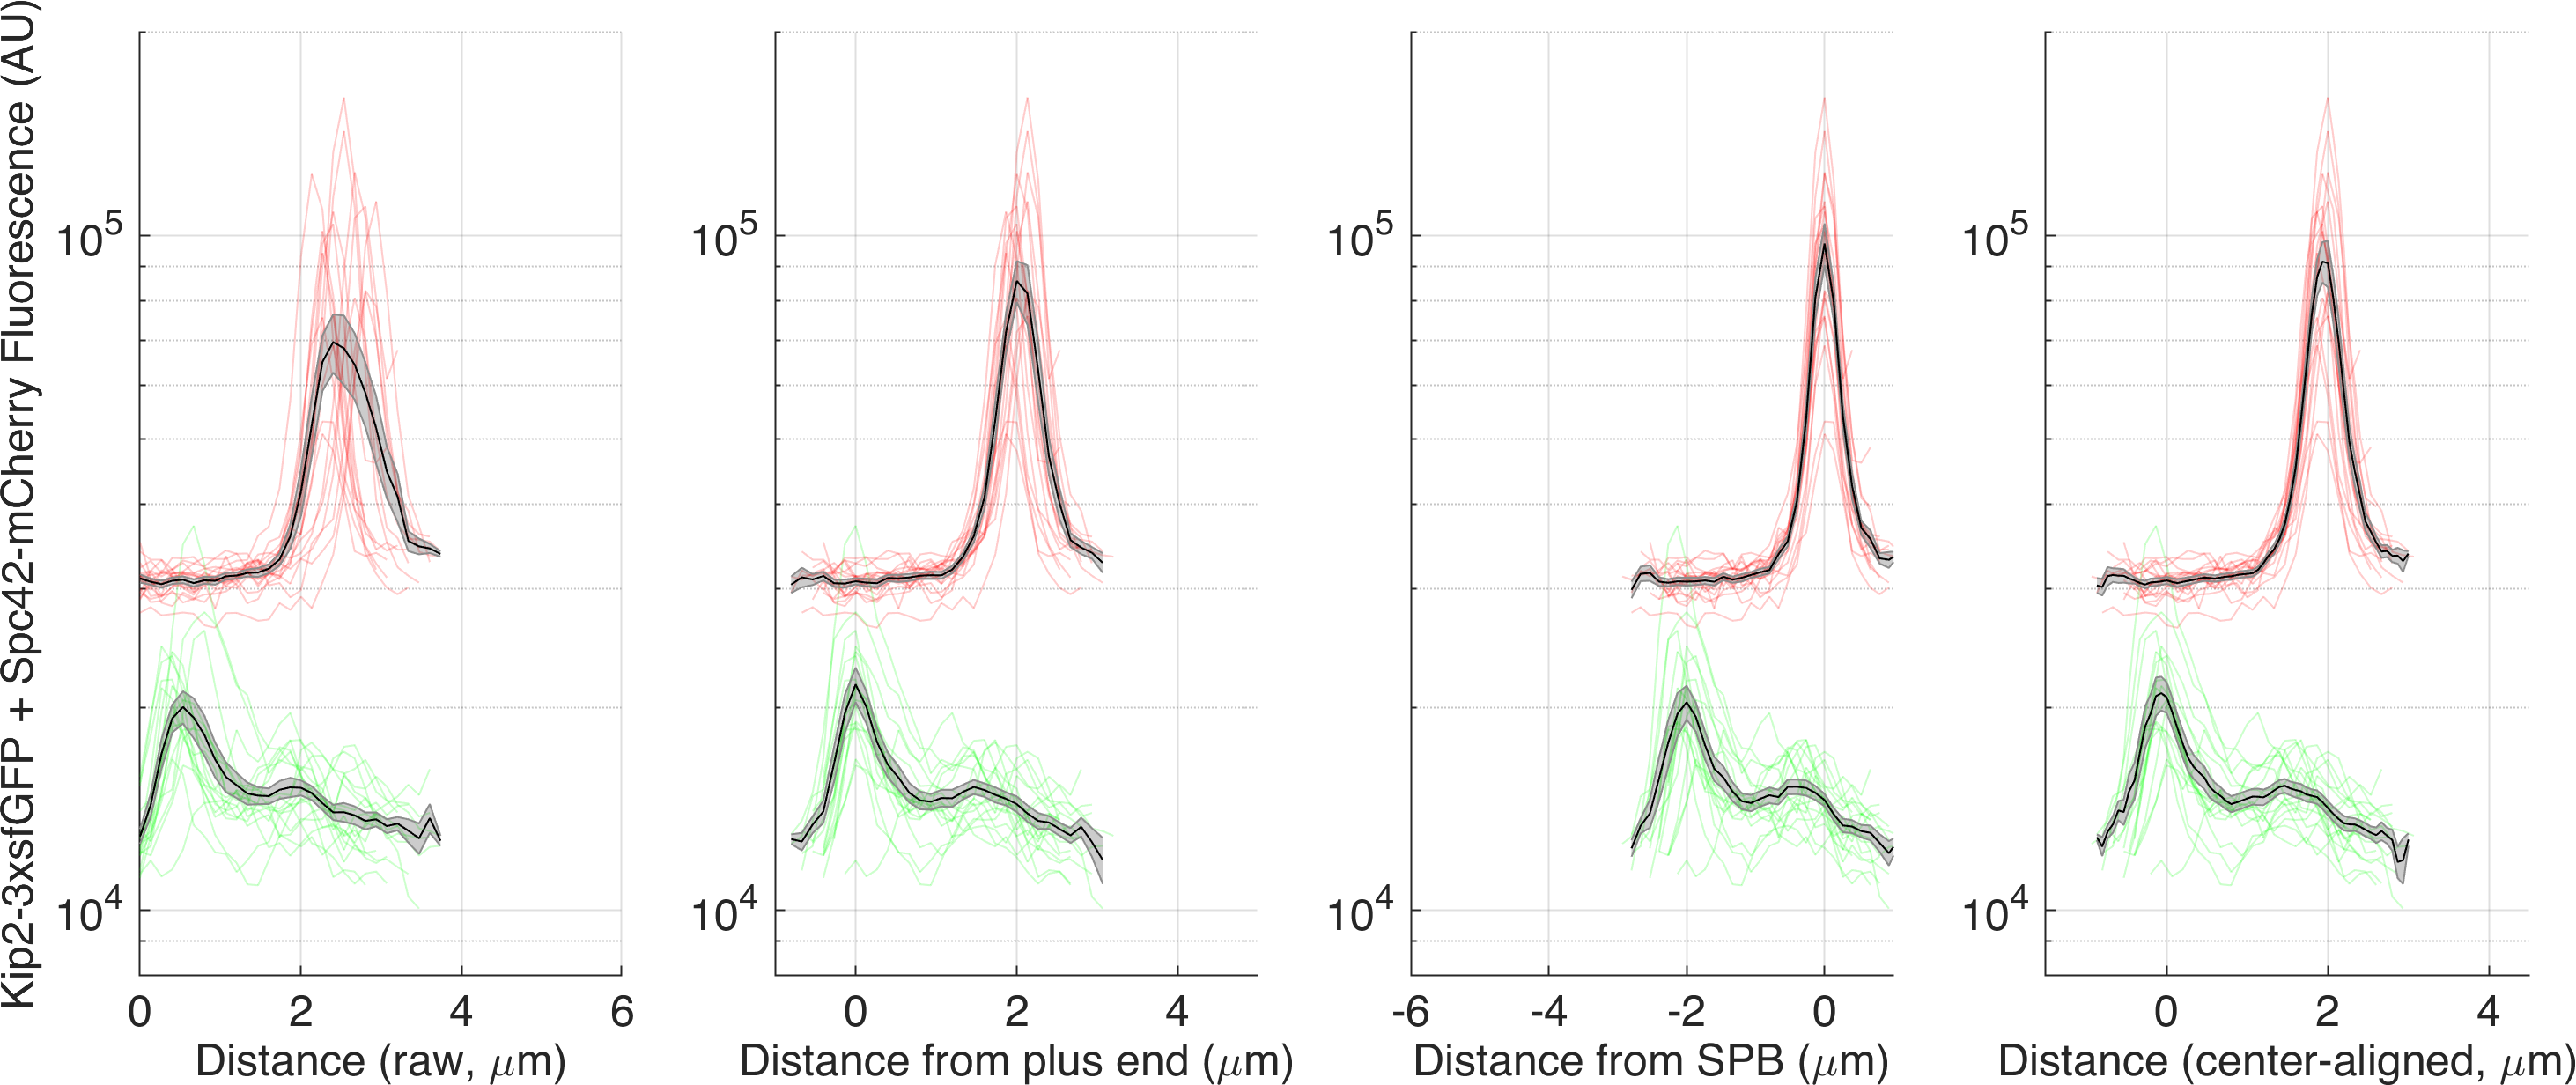 Kip2-3xsfGFP + Spc42-mCherry Fluorescence (AU)
10^5
10^4
0 2 4 6
Distance (raw, μm)
10^5
10^4
0 2 4
Distance from plus end (μm)
10^5
10^4
-6 -4 -2 0
Distance from SPB (μm)
10^5
10^4
0 2 4
Distance (center-aligned, μm)